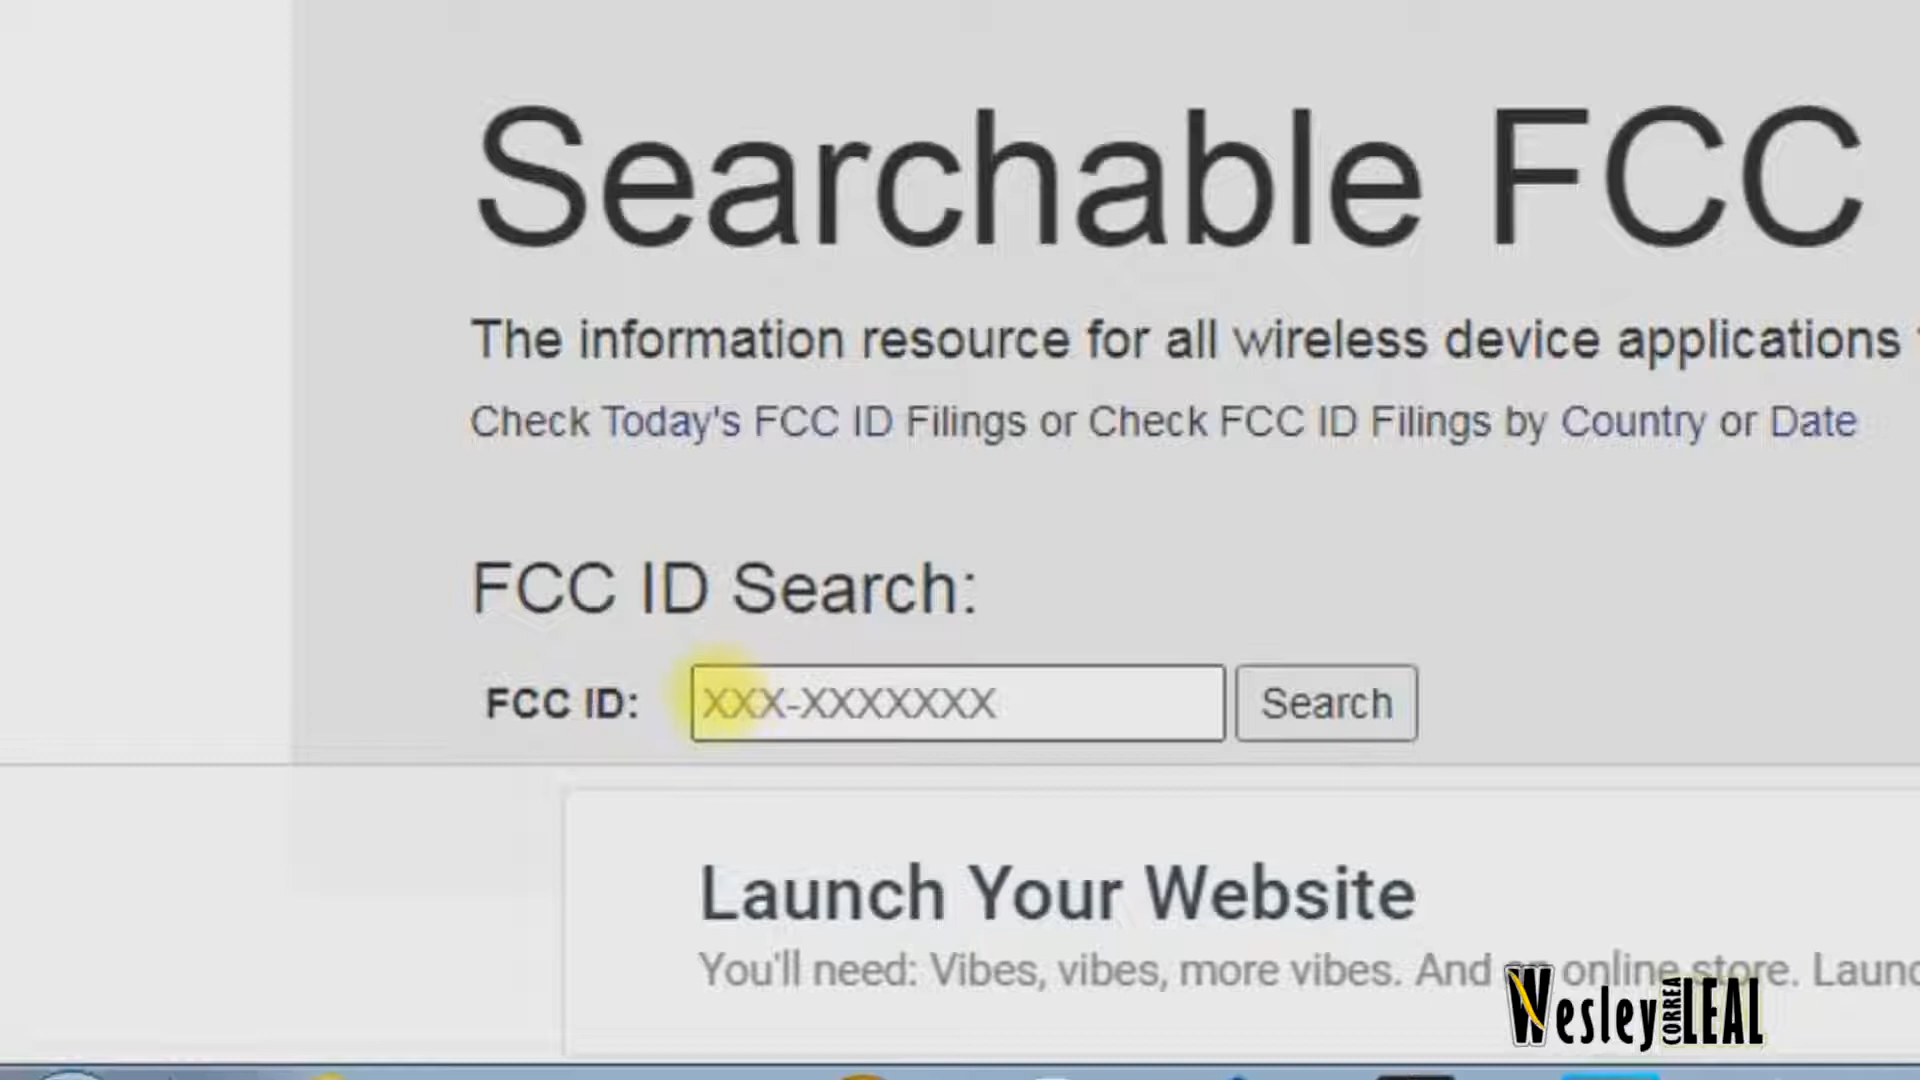 Searchable FCC
The information resource for all wireless device applications
Check Today's FCC ID Filings or Check FCC ID Filings by Country or Date
FCC ID Search:
FCC ID: XXX-XXXXXXX Search
Launch Your Website
You'll need: Vibes, vibes, more vibes. And an online store.
Wesley CORREA LEAL